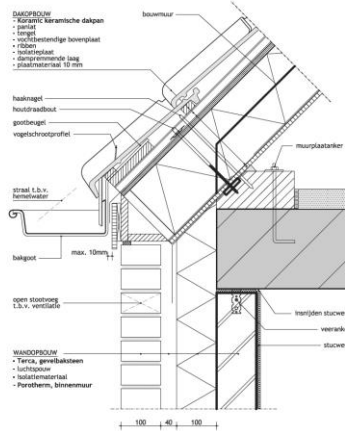 DAKOPBOUW
- Koramic keramische dakpan
- panlat
- tengel
- vochtbestendige bovenplaat
- ribben
- isolatieplaat
- dampremmende laag
- plaatmateriaal 10 mm
bouwmuur
haaknagel
houtdraadbout
gootbeugel
vogelschrootprofiel
muurplaatanker
straal t.b.v.
hemelwater
bakgoot
max. 10mm
open stootvoeg
t.b.v. ventilatie
insnijden stucwe
veeranke
WANDOPBOUW
- Terca, gevelbaksteen
- luchtspouw
- isolatiemateriaal
- Porotherm, binnenmuur
stucwe
100 40 100